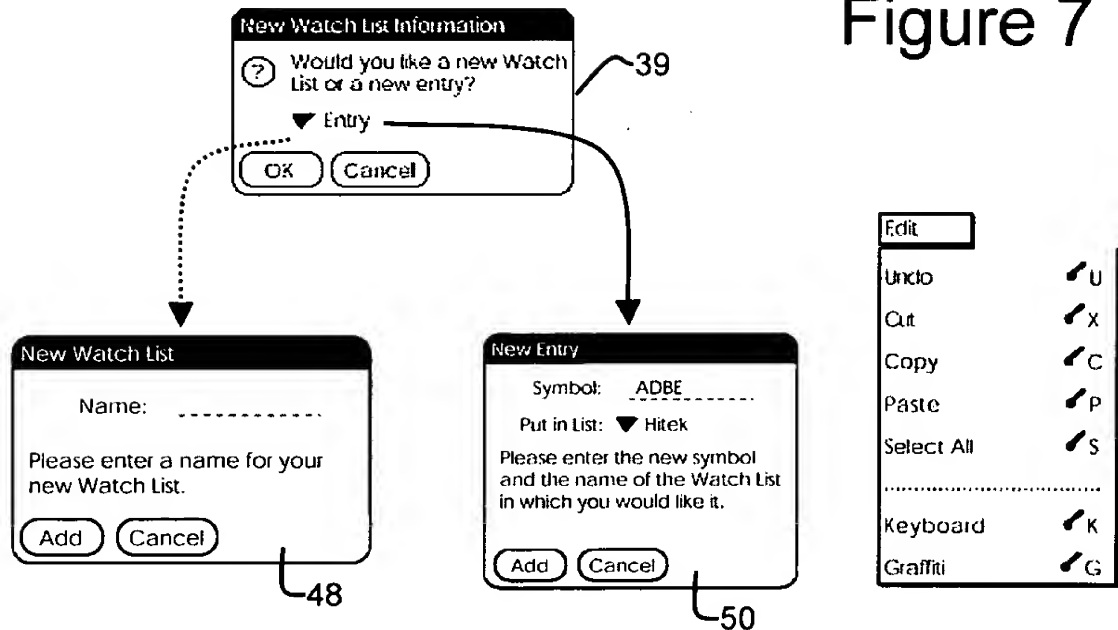 Figure 7
New Watch List Information
Would you like a new Watch
List or a new entry?
Entry
OK Cancel
39
New Watch List
Name:
Please enter a name for your
new Watch List.
Add Cancel
48
New Entry
Symbol: ADBE
Put in List: Hitek
Please enter the new symbol
and the name of the Watch List
in which you would like it.
Add Cancel
50
Edit
Undo U
Cut X
Copy C
Paste P
Select All S
Keyboard K
Graffiti G